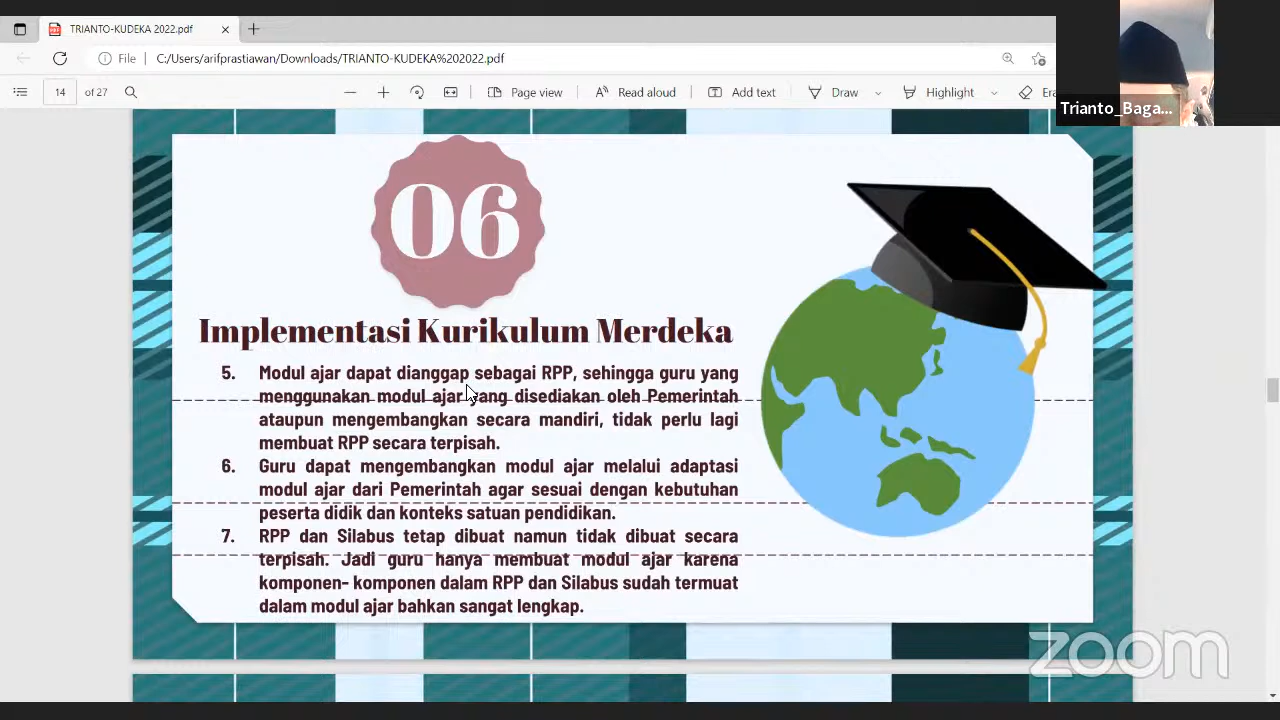 TRIANTO-KUDEKA 2022.pdf
File
C:/Users/arifprastiawan/Downloads/TRIANTO-KUDEKA%202022.pdf
14 of 27
Page view
Read aloud
Add text
Draw
Highlight
Era
Trianto_Baga...
06
Implementasi Kurikulum Merdeka
5. Modul ajar dapat dianggap sebagai RPP, sehingga guru yang
menggunakan modul ajar yang disediakan oleh Pemerintah
ataupun mengembangkan secara mandiri, tidak perlu lagi
membuat RPP secara terpisah.
6. Guru dapat mengembangkan modul ajar melalui adaptasi
modul ajar dari Pemerintah agar sesuai dengan kebutuhan
peserta didik dan konteks satuan pendidikan.
7. RPP dan Silabus tetap dibuat namun tidak dibuat secara
terpisah. Jadi guru hanya membuat modul ajar karena
komponen- komponen dalam RPP dan Silabus sudah termuat
dalam modul ajar bahkan sangat lengkap.
zoom